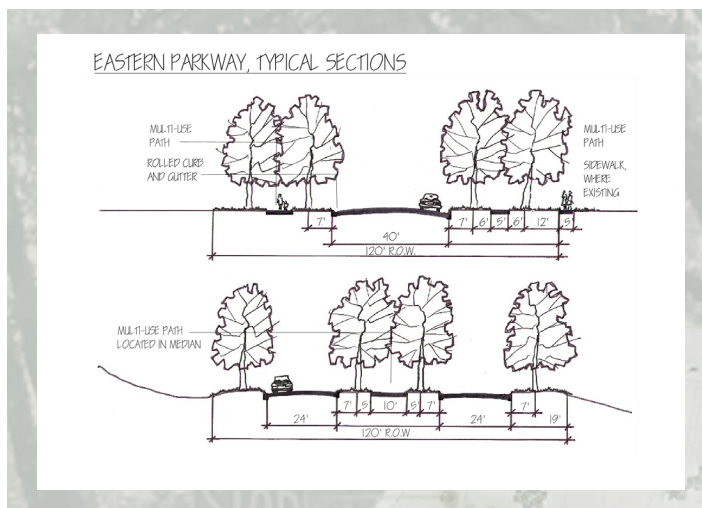 EASTERN PARKWAY, TYPICAL SECTIONS
MULTI-USE
PATH
ROLLED CURB
AND GUTTER
MULTI-USE
PATH
SIDEWALK,
WHERE
EXISTING
7' 7' 6' 5' 6' 12' 5'
40'
120' R.O.W.
MULTI-USE PATH
LOCATED IN MEDIAN
7' 5' 10' 5' 7' 7'
24' 24' 19'
120' R.O.W